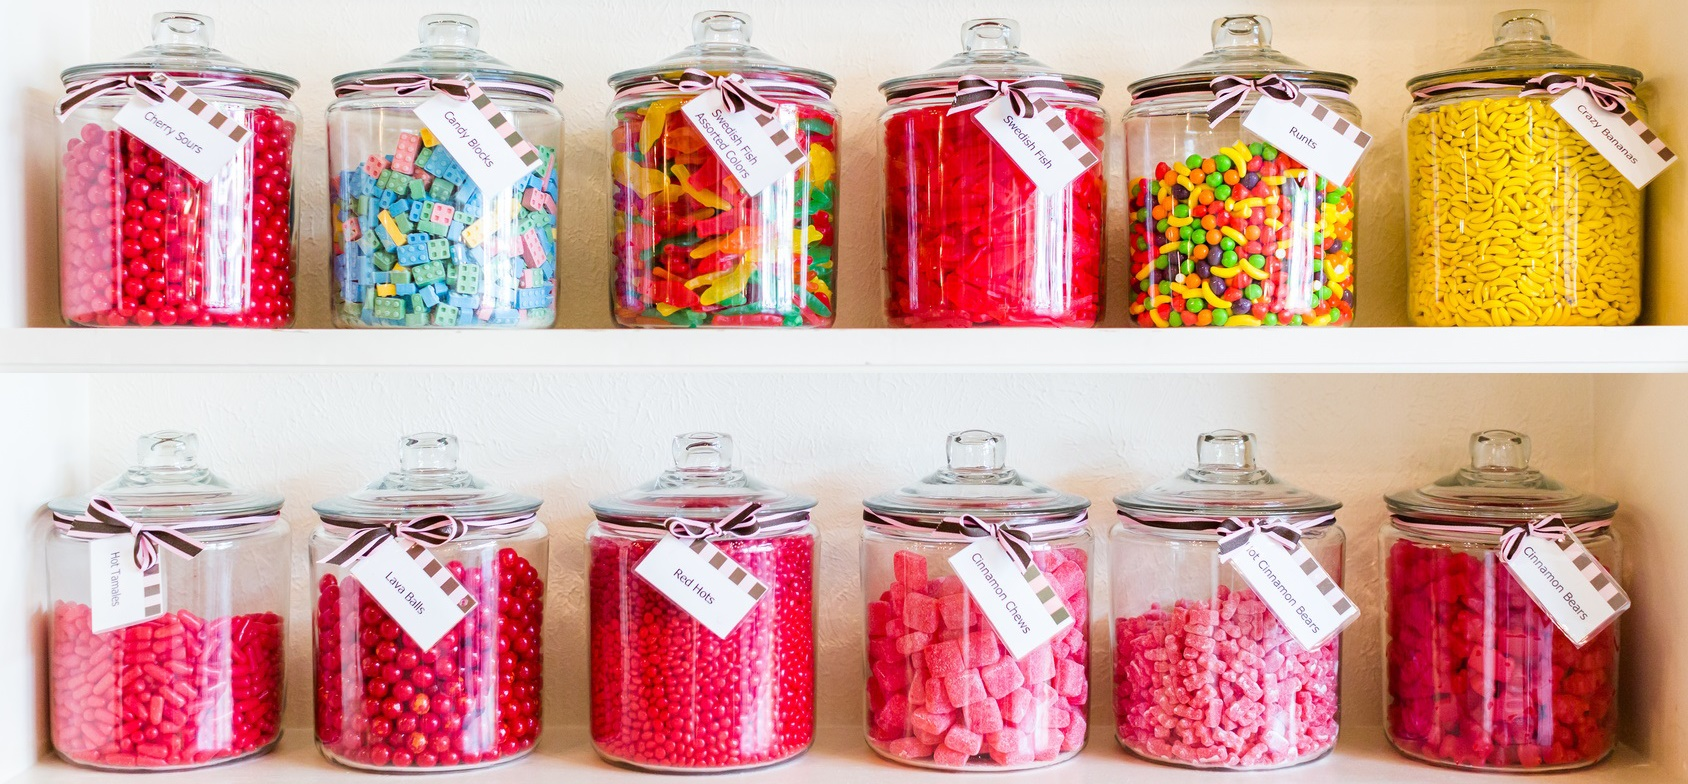 Cherry Sours
Candy Blocks
Swedish Fish
Assorted Colors
Swedish Fish
Runts
Crazy Bananas
Hot Tamales
Lava Balls
Red Hots
Cinnamon Chews
ot Cinnamon Bears
Cinnamon Bears